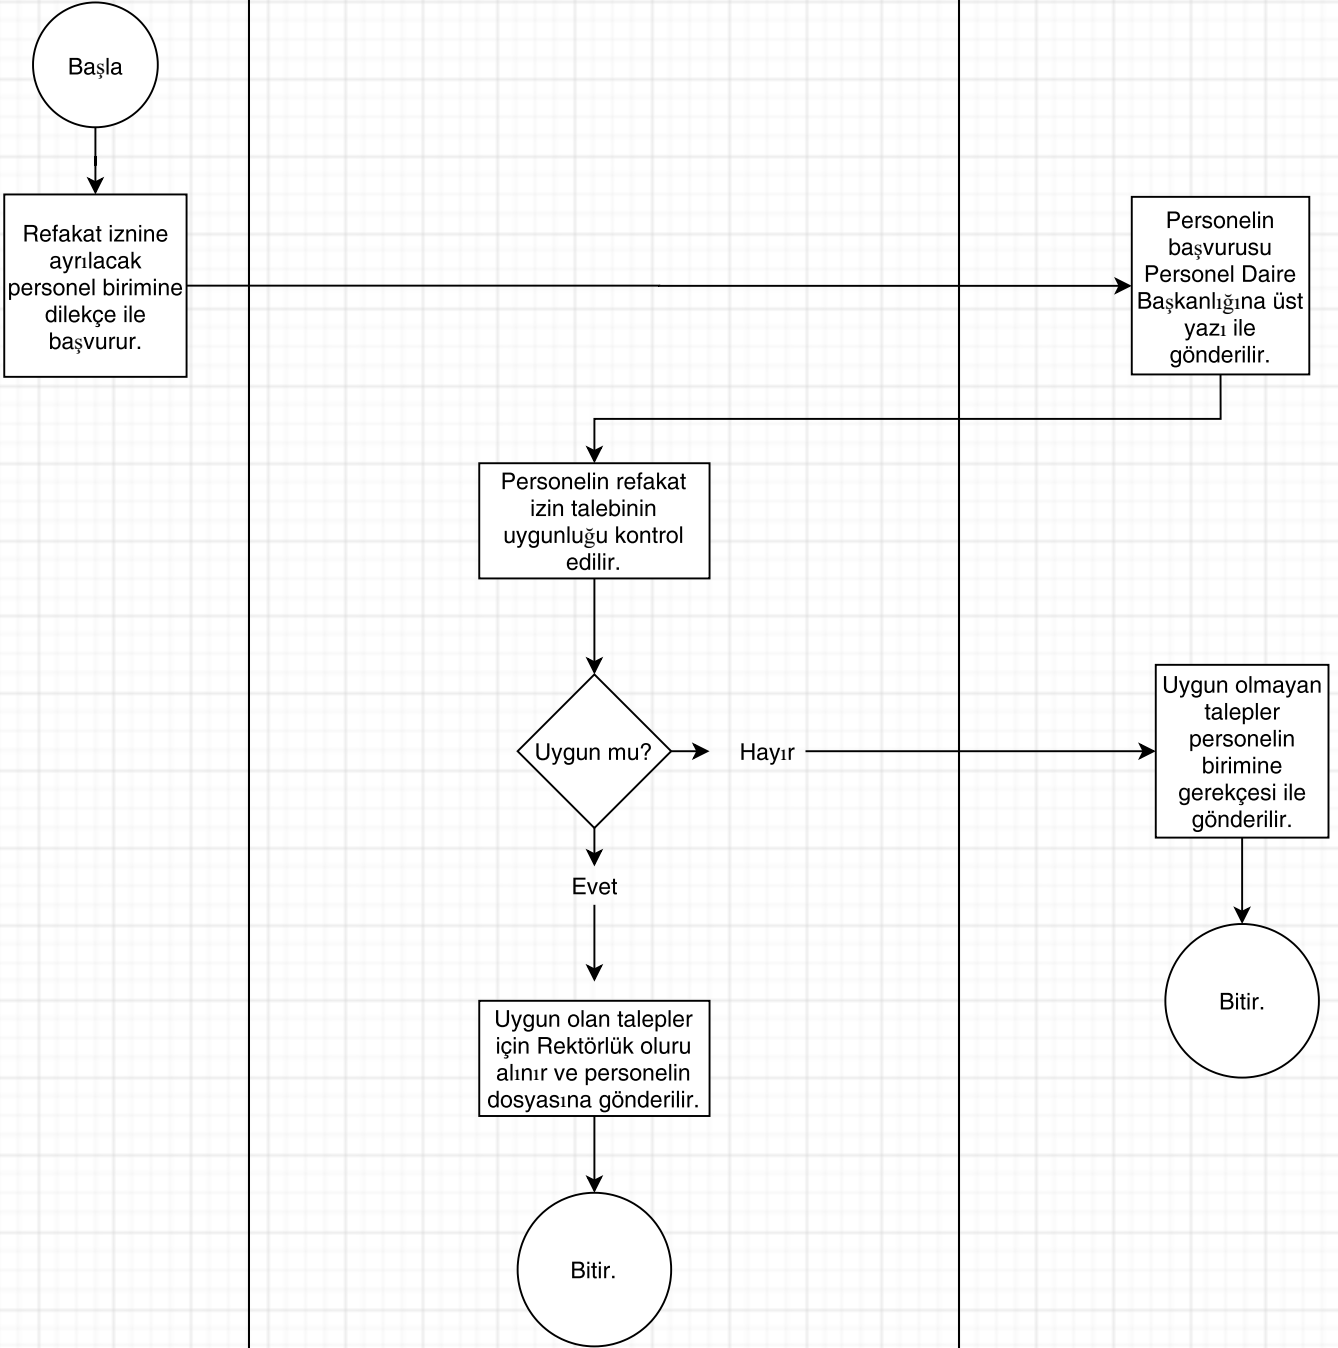 Başla
Refakat iznine
ayrılacak
personel birimine
dilekçe ile
başvurur.
Personelin
başvurusu
Personel Daire
Başkanlığına üst
yazı ile
gönderilir.
Personelin refakat
izin talebinin
uygunluğu kontrol
edilir.
Uygun mu?
Hayır
Uygun olmayan
talepler
personelin
birimine
gerekçesi ile
gönderilir.
Evet
Bitir.
Uygun olan talepler
için Rektörlük oluru
alınır ve personelin
dosyasına gönderilir.
Bitir.